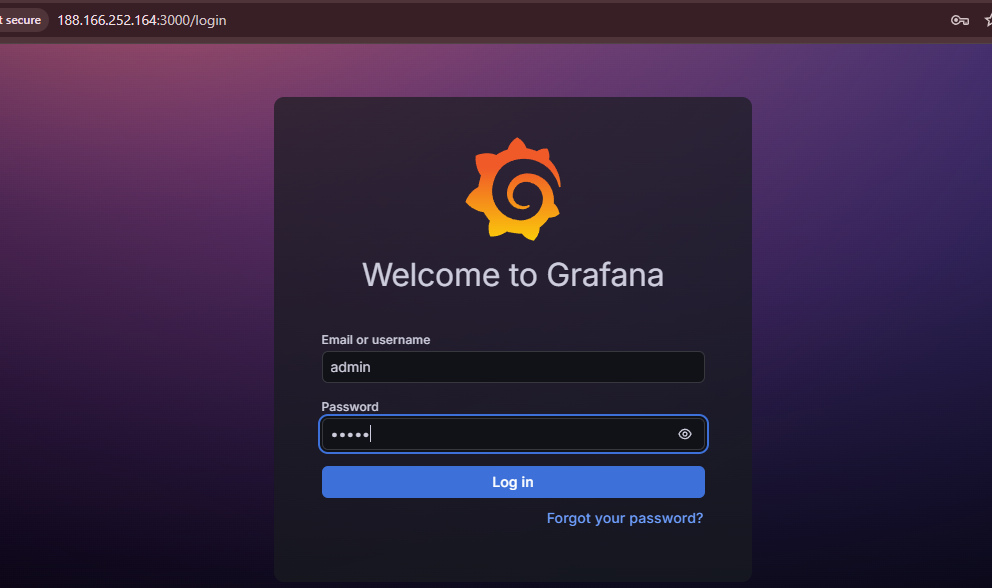 t secure 188.166.252.164:3000/login
Welcome to Grafana
Email or username
admin
Password
•••••
Log in
Forgot your password?